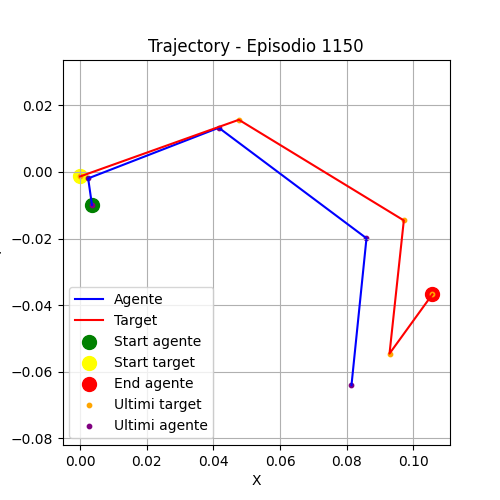 Trajectory - Episodio 1150
0.02
0.00
−0.02
−0.04
−0.06
−0.08
Agente
Target
Start agente
Start target
End agente
Ultimi target
Ultimi agente
0.00 0.02 0.04 0.06 0.08 0.10
X